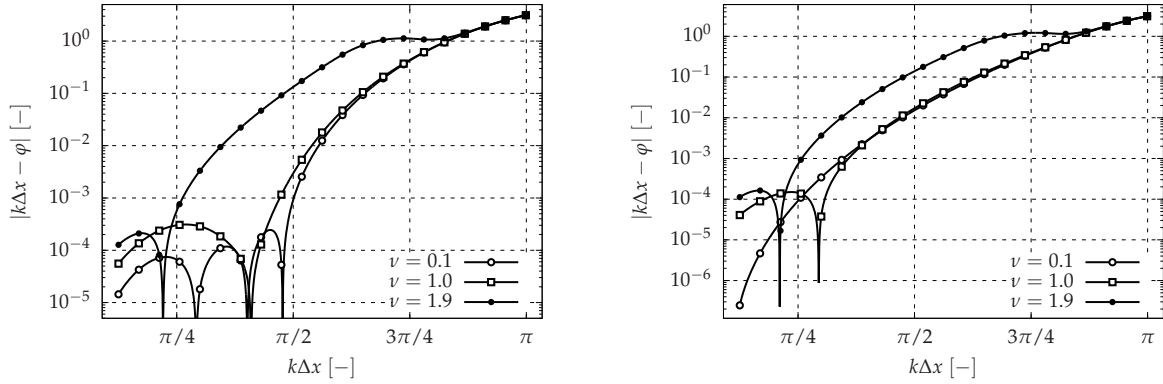 10^0
10^{-1}
10^{-2}
10^{-3}
10^{-4}
10^{-5}
|kΔx − φ| [−]
ν = 0.1
ν = 1.0
ν = 1.9
π/4
π/2
3π/4
π
kΔx [−]
10^0
10^{-1}
10^{-2}
10^{-3}
10^{-4}
10^{-5}
10^{-6}
|kΔx − φ| [−]
ν = 0.1
ν = 1.0
ν = 1.9
π/4
π/2
3π/4
π
kΔx [−]